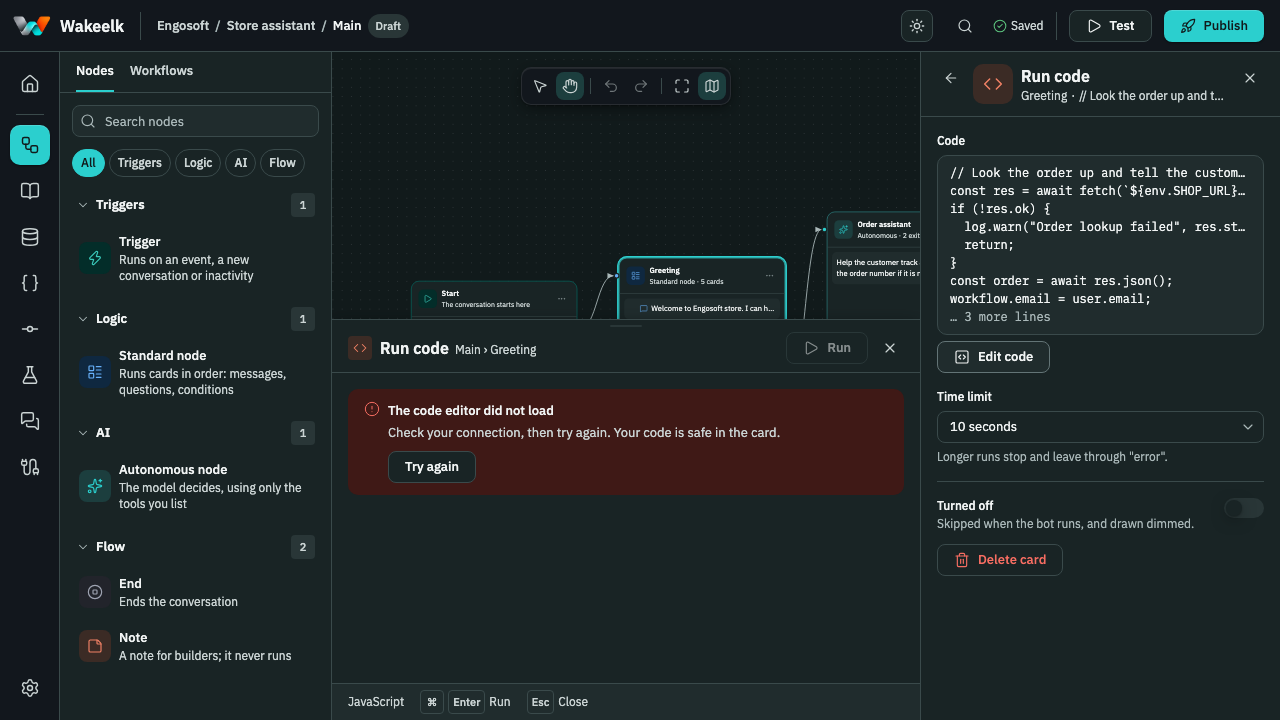 Wakeelk
Engosoft / Store assistant / Main Draft
Saved
Test
Publish
Nodes Workflows
Search nodes
All Triggers Logic AI Flow
Triggers 1
Trigger
Runs on an event, a new
conversation or inactivity
Logic 1
Standard node
Runs cards in order: messages,
questions, conditions
AI 1
Autonomous node
The model decides, using only the
tools you list
Flow 2
End
Ends the conversation
Note
A note for builders; it never runs
Start
The conversation starts here
Greeting
Standard node · 5 cards
Welcome to Engosoft store. I can h...
Order assistant
Autonomous · 2 exit
Help the customer track
the order number if it is
Run code Main › Greeting
Run
The code editor did not load
Check your connection, then try again. Your code is safe in the card.
Try again
JavaScript ⌘ Enter Run Esc Close
Run code
Greeting · // Look the order up and t...
Code
// Look the order up and tell the custom…
const res = await fetch(`${env.SHOP_URL}…
if (!res.ok) {
  log.warn("Order lookup failed", res.st…
  return;
}
const order = await res.json();
workflow.email = user.email;
… 3 more lines
Edit code
Time limit
10 seconds
Longer runs stop and leave through "error".
Turned off
Skipped when the bot runs, and drawn dimmed.
Delete card